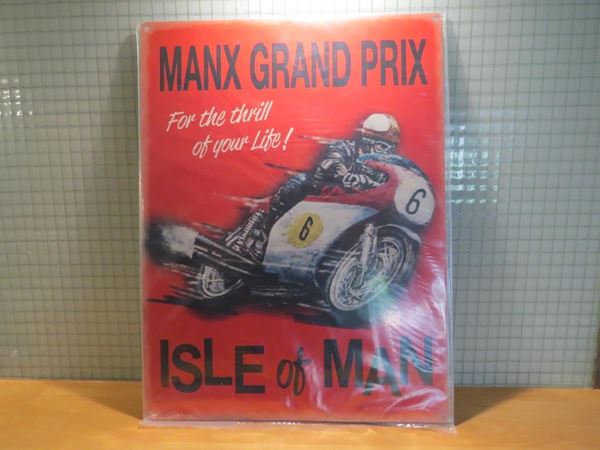 MANX GRAND PRIX
For the thrill
of your Life!
6
6
ISLE of MAN